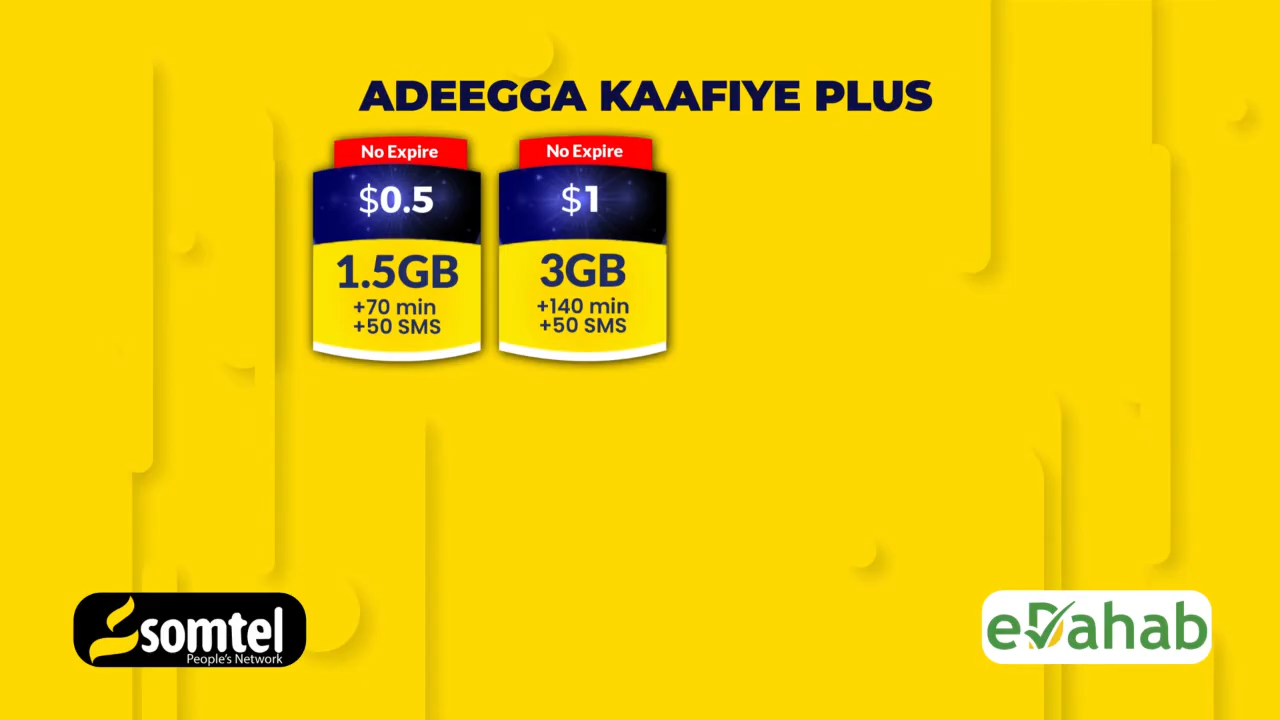 ADEEGGA KAAFIYE PLUS
No Expire
$0.5
1.5GB
+70 min
+50 SMS
No Expire
$1
3GB
+140 min
+50 SMS
somtel
People's Network
eDahab